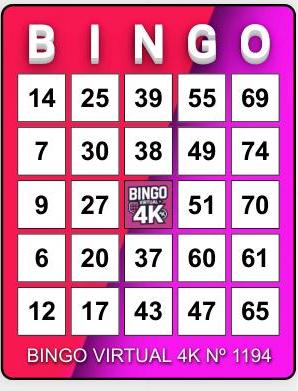 B I N G O
14 25 39 55 69
7 30 38 49 74
9 27 BINGO VIRTUAL 4K 51 70
6 20 37 60 61
12 17 43 47 65
BINGO VIRTUAL 4K Nº 1194